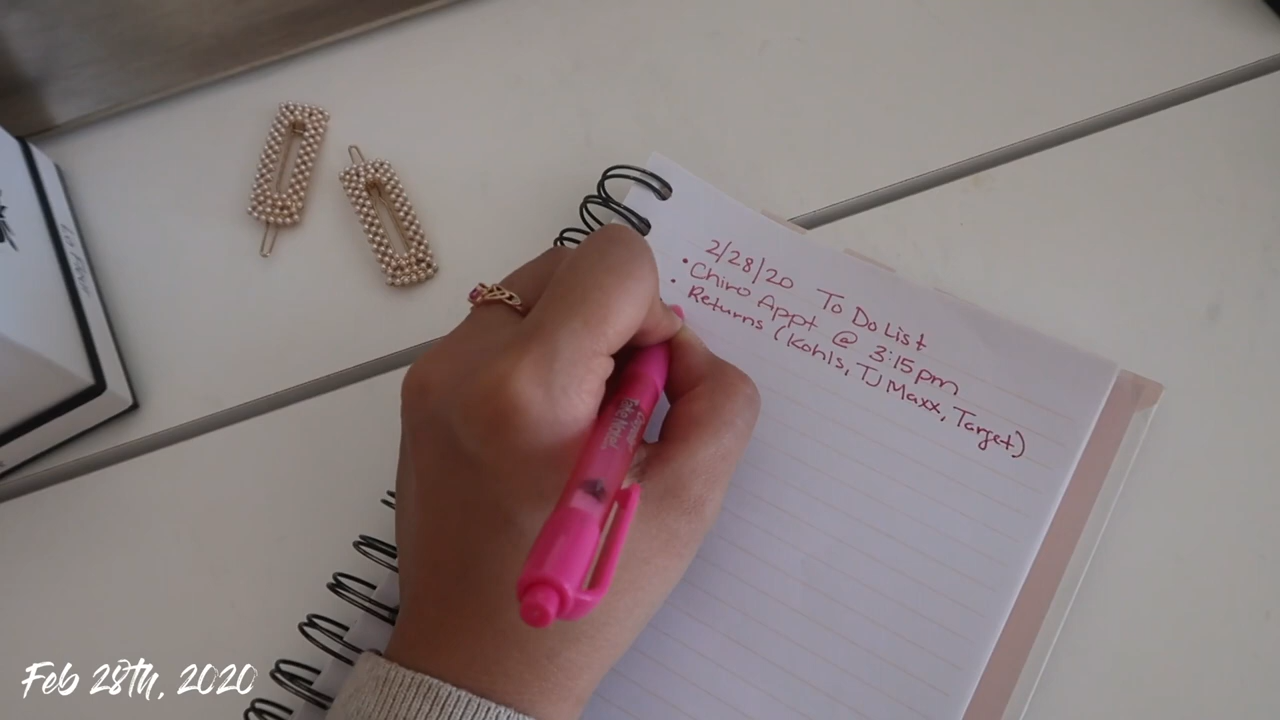 2/28/20 To Do List
• Chiro Appt @ 3:15pm
• Returns (Kohls, TJ Maxx, Target)
Feb 28th, 2020